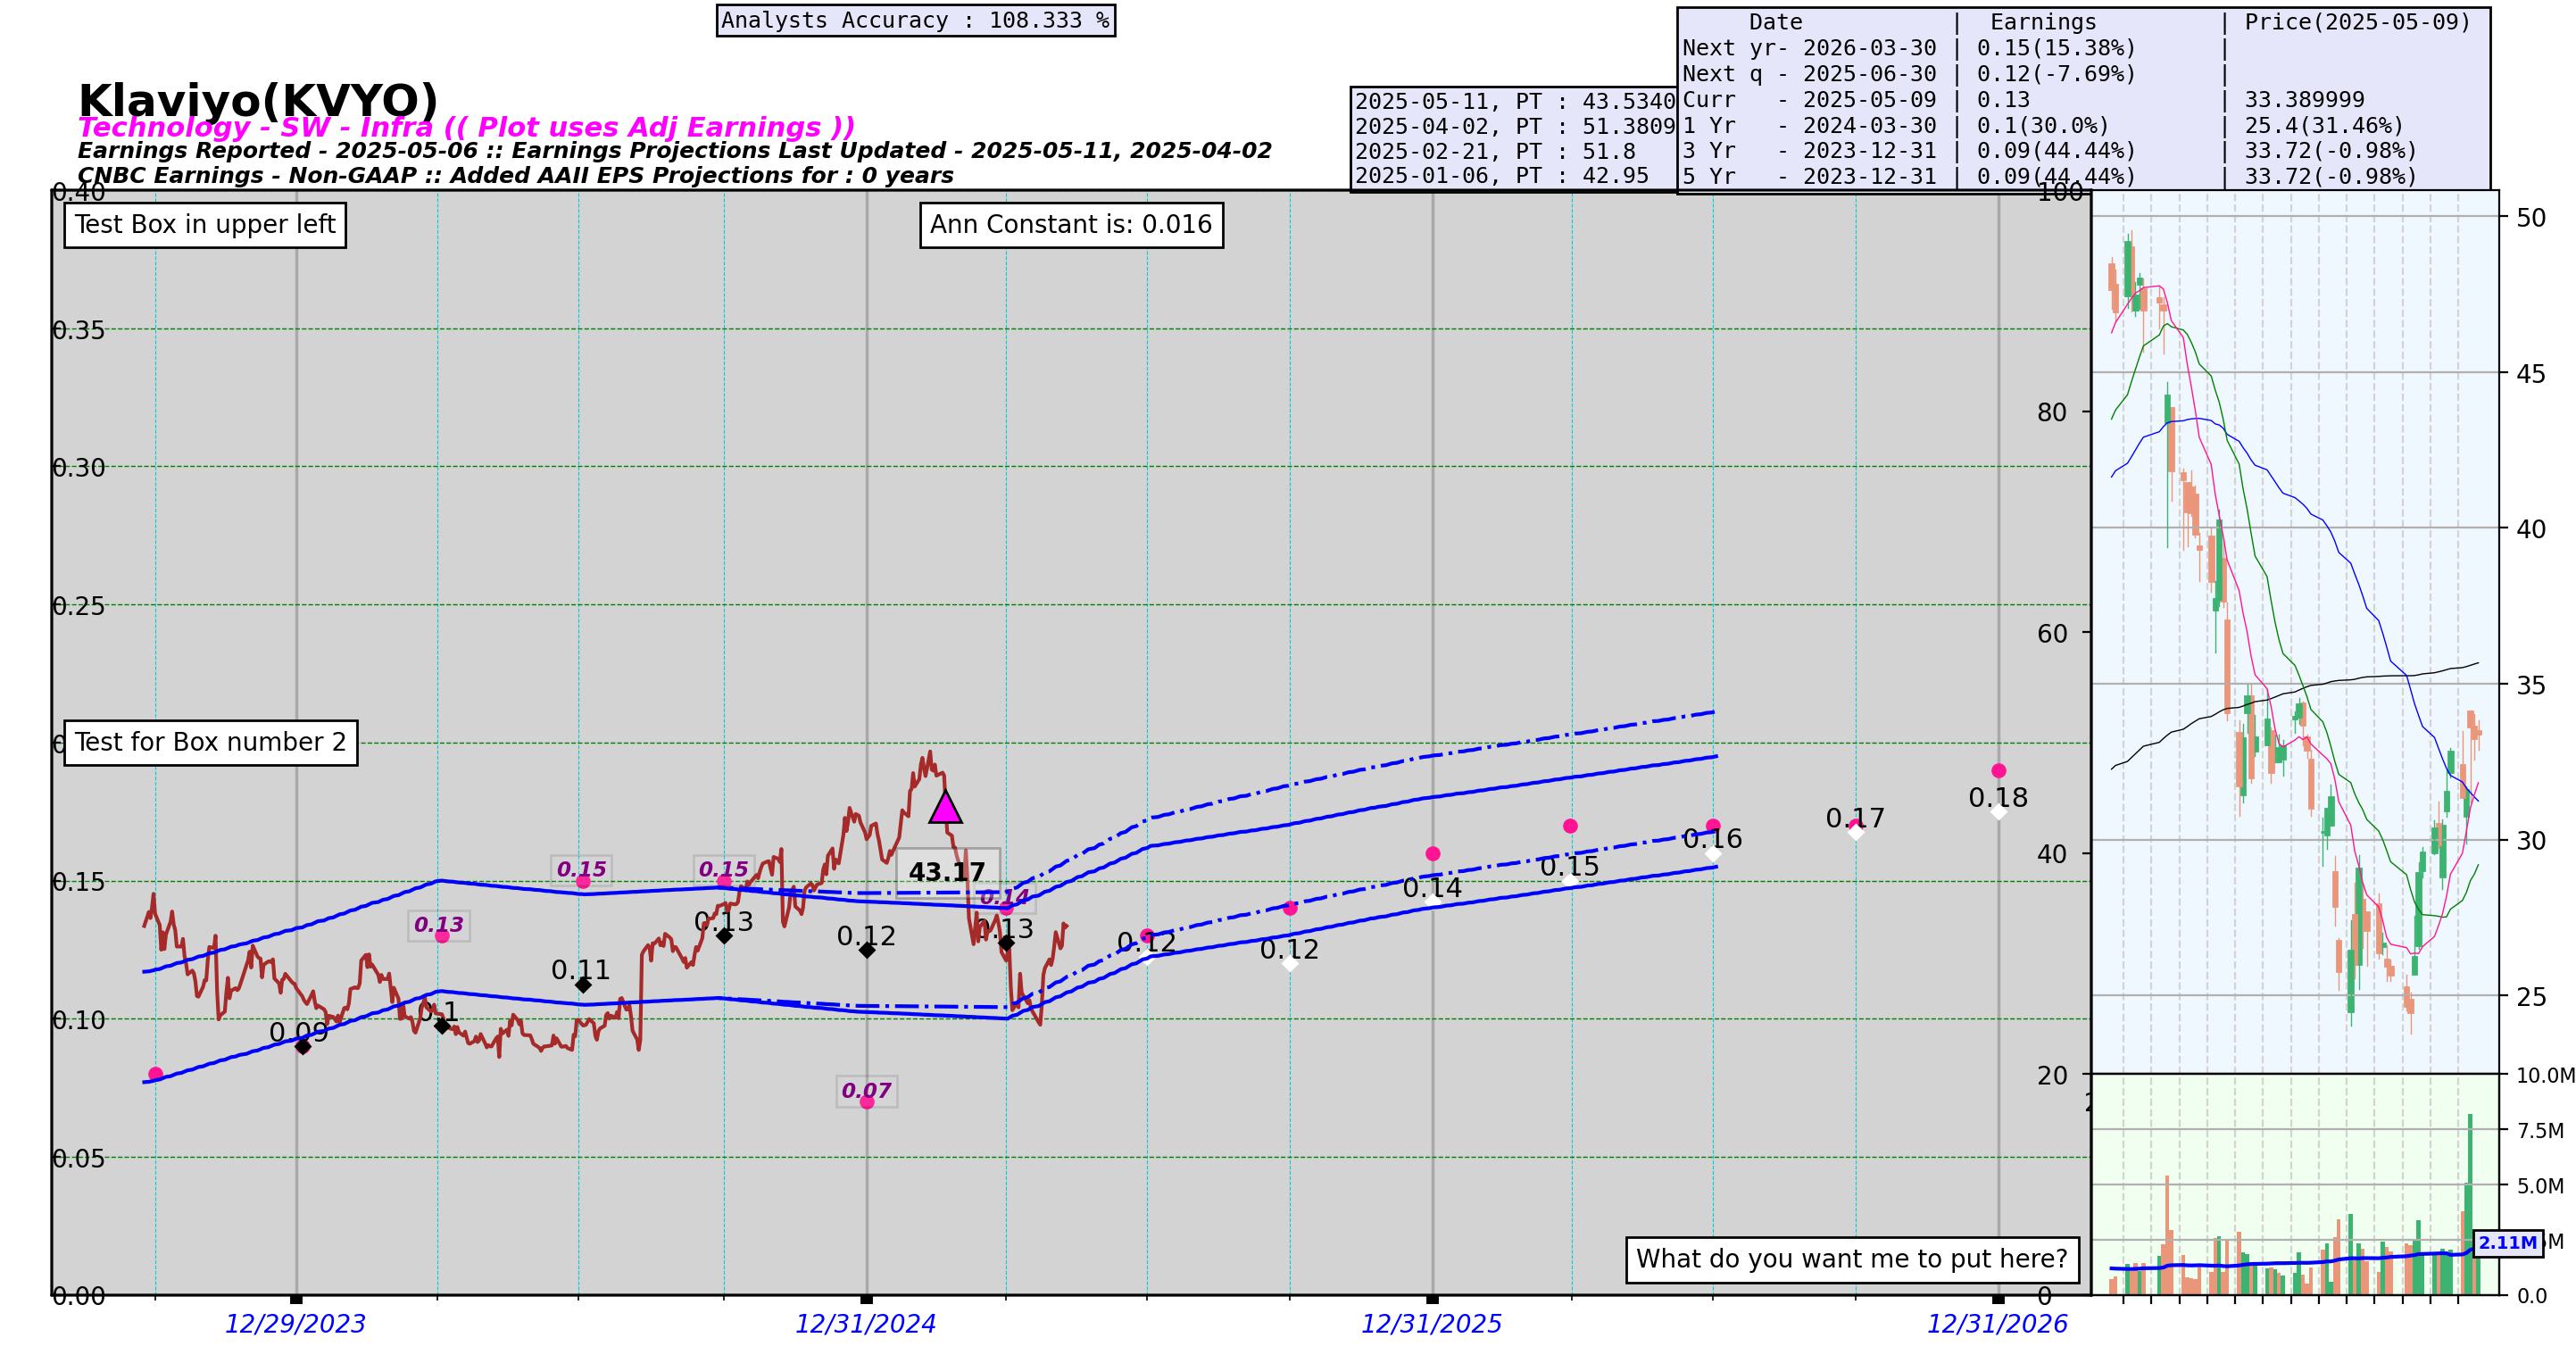 Analysts Accuracy : 108.333 %
Date | Earnings | Price(2025-05-09)
Next yr- 2026-03-30 | 0.15(15.38%) |
Next q - 2025-06-30 | 0.12(-7.69%) |
Curr - 2025-05-09 | 0.13 | 33.389999
1 Yr - 2024-03-30 | 0.1(30.0%) | 25.4(31.46%)
3 Yr - 2023-12-31 | 0.09(44.44%) | 33.72(-0.98%)
5 Yr - 2023-12-31 | 0.09(44.44%) | 33.72(-0.98%)
2025-05-11, PT : 43.5340
2025-04-02, PT : 51.3809
2025-02-21, PT : 51.8
2025-01-06, PT : 42.95
Klaviyo(KVYO)
Technology - SW - Infra (( Plot uses Adj Earnings ))
Earnings Reported - 2025-05-06 :: Earnings Projections Last Updated - 2025-05-11, 2025-04-02
CNBC Earnings - Non-GAAP :: Added AAII EPS Projections for : 0 years
Test Box in upper left
Ann Constant is: 0.016
Test for Box number 2
What do you want me to put here?
0.40
0.35
0.30
0.25
0.15
0.10
0.05
0.00
100
80
60
40
20
0
50
45
40
35
30
25
10.0M
7.5M
5.0M
2.11M
0.0
0.13
0.15
0.15
0.07
0.14
43.17
0.09
0.1
0.11
0.13
0.12
0.13
0.12
0.12
0.14
0.15
0.16
0.17
0.18
12/29/2023
12/31/2024
12/31/2025
12/31/2026